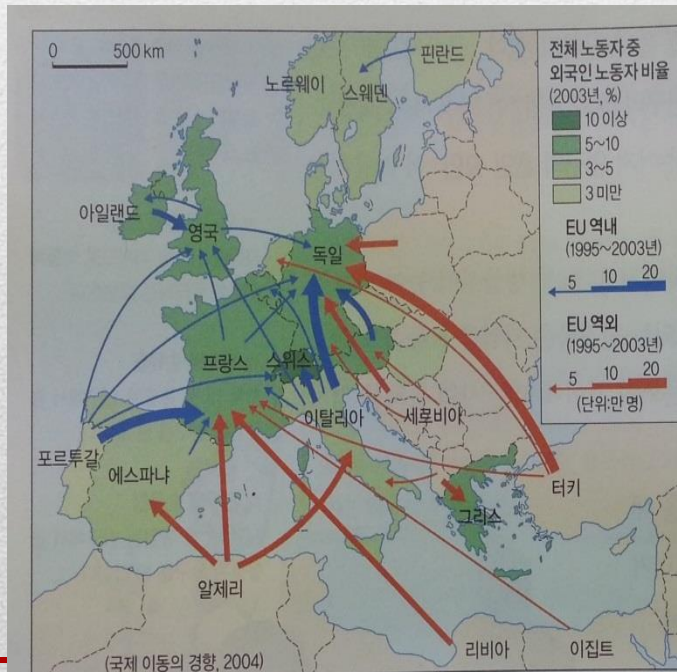 0 500 km
핀란드
노르웨이
스웨덴
아일랜드
영국
독일
프랑스
스위스
이탈리아
세로비아
포르투갈
에스파냐
그리스
터키
알제리
리비아
이집트
(국제 이동의 경향, 2004)
전체 노동자 중
외국인 노동자 비율
(2003년, %)
10 이상
5~10
3~5
3 미만
EU 역내
(1995~2003년)
5 10 20
EU 역외
(1995~2003년)
5 10 20
(단위:만 명)